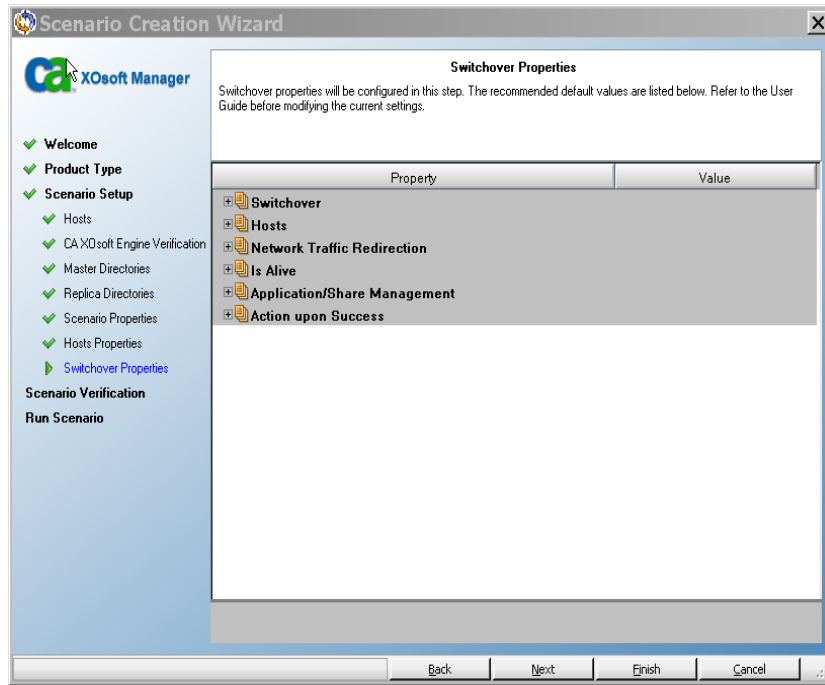 Scenario Creation Wizard
ca XOsoft Manager
Welcome
Product Type
Scenario Setup
Hosts
CA XOsoft Engine Verification
Master Directories
Replica Directories
Scenario Properties
Hosts Properties
Switchover Properties
Scenario Verification
Run Scenario
Switchover Properties
Switchover properties will be configured in this step. The recommended default values are listed below. Refer to the User
Guide before modifying the current settings.
Property Value
Switchover
Hosts
Network Traffic Redirection
Is Alive
Application/Share Management
Action upon Success
Back Next Finish Cancel